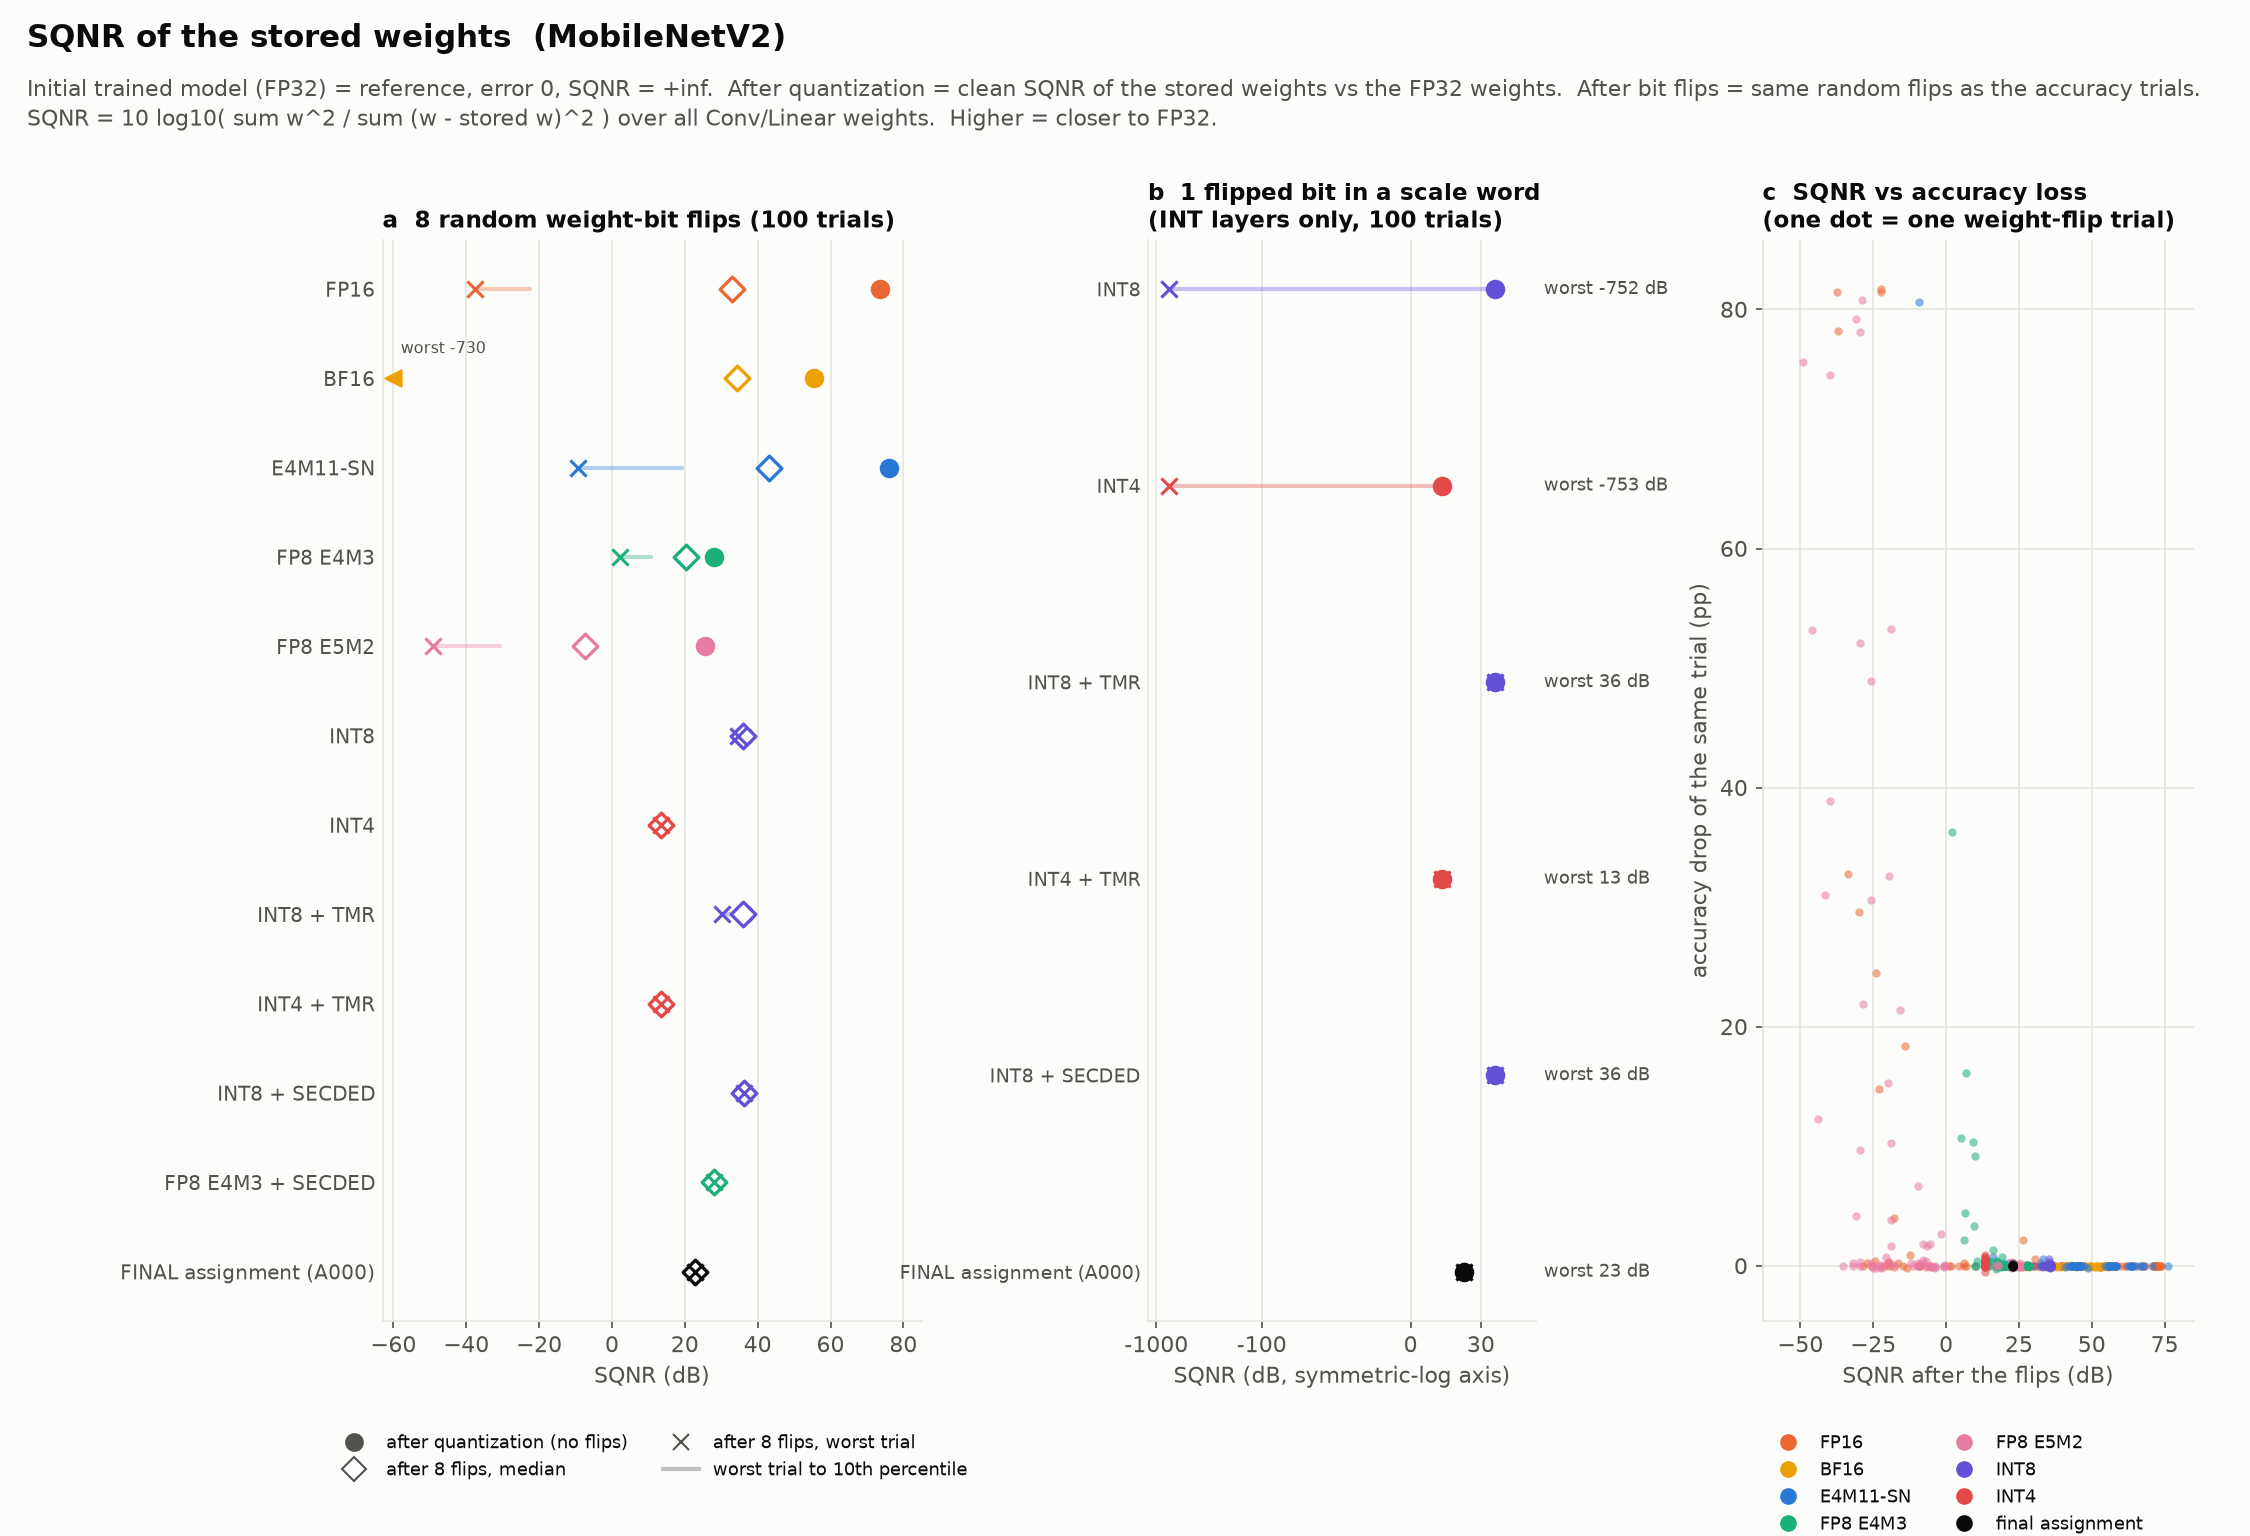 SQNR of the stored weights (MobileNetV2)
Initial trained model (FP32) = reference, error 0, SQNR = +inf. After quantization = clean SQNR of the stored weights vs the FP32 weights. After bit flips = same random flips as the accuracy trials.
SQNR = 10 log10( sum w^2 / sum (w - stored w)^2 ) over all Conv/Linear weights. Higher = closer to FP32.
a 8 random weight-bit flips (100 trials)
FP16
worst -730
BF16
E4M11-SN
FP8 E4M3
FP8 E5M2
INT8
INT4
INT8 + TMR
INT4 + TMR
INT8 + SECDED
FP8 E4M3 + SECDED
FINAL assignment (A000)
−60 −40 −20 0 20 40 60 80
SQNR (dB)
after quantization (no flips)
after 8 flips, median
after 8 flips, worst trial
worst trial to 10th percentile
b 1 flipped bit in a scale word
(INT layers only, 100 trials)
INT8 worst -752 dB
INT4 worst -753 dB
INT8 + TMR worst 36 dB
INT4 + TMR worst 13 dB
INT8 + SECDED worst 36 dB
FINAL assignment (A000) worst 23 dB
-1000 -100 0 30
SQNR (dB, symmetric-log axis)
c SQNR vs accuracy loss
(one dot = one weight-flip trial)
accuracy drop of the same trial (pp)
80
60
40
20
0
−50 −25 0 25 50 75
SQNR after the flips (dB)
FP16
BF16
E4M11-SN
FP8 E4M3
FP8 E5M2
INT8
INT4
final assignment